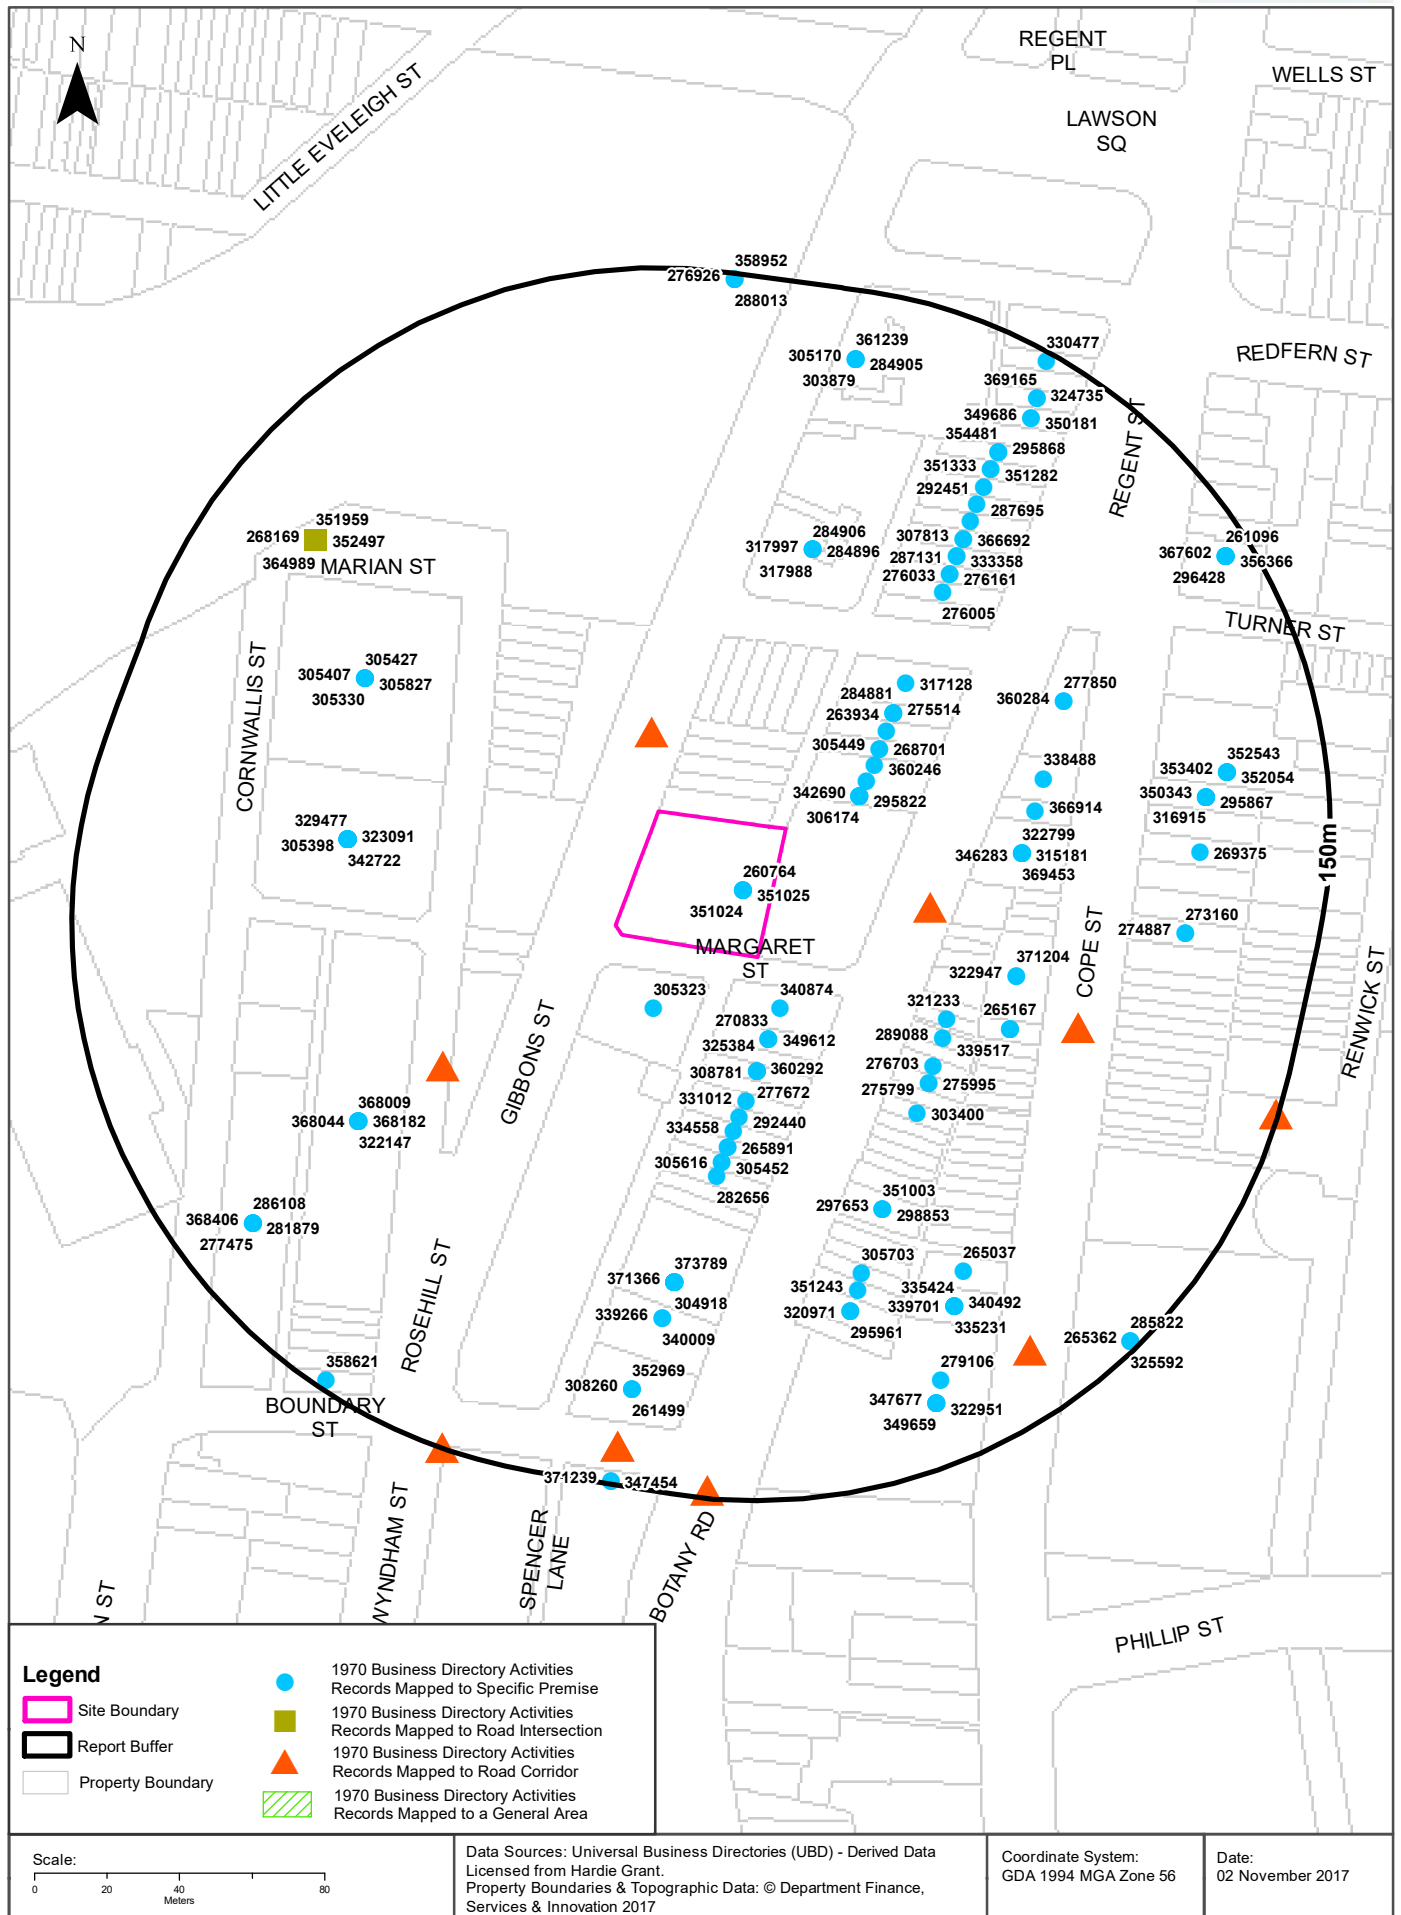 N
REGENT
PL
WELLS ST
LITTLE EVELEIGH ST
LAWSON
SQ
358952
276926
288013
361239
305170
284905
303879
330477
REDFERN ST
369165
324735
349686
350181
REGENT ST
354481
295868
351333
351282
292451
287695
307813
366692
287131
333358
276033
276161
276005
351959
268169
352497
364989
MARIAN ST
284906
317997
284896
317988
261096
367602
356366
296428
TURNER ST
CORNWALLIS ST
305427
305407
305827
305330
317128
284881
275514
263934
305449
268701
360246
342690
295822
306174
277850
360284
338488
366914
322799
346283
315181
369453
352543
353402
352054
350343
295867
316915
269375
150m
329477
323091
305398
342722
260764
351025
351024
MARGARET
ST
273160
274887
COPE ST
RENWICK ST
371204
322947
305323
340874
270833
325384
349612
308781
360292
331012
277672
292440
334558
265891
305616
305452
282656
321233
265167
289088
339517
276703
275799
275995
303400
GIBBONS ST
368009
368044
368182
322147
286108
368406
281879
277475
351003
297653
298853
ROSEHILL ST
373789
371366
304918
339266
340009
305703
351243
320971
295961
265037
335424
339701
340492
335231
285822
265362
325592
358621
BOUNDARY
ST
352969
308260
261499
279106
347677
322951
349659
371239
347454
WYNDHAM ST
SPENCER
LANE
BOTANY RD
N ST
PHILLIP ST
Legend
Site Boundary
Report Buffer
Property Boundary
1970 Business Directory Activities
Records Mapped to Specific Premise
1970 Business Directory Activities
Records Mapped to Road Intersection
1970 Business Directory Activities
Records Mapped to Road Corridor
1970 Business Directory Activities
Records Mapped to a General Area
Scale:
0 20 40 80
Meters
Data Sources: Universal Business Directories (UBD) - Derived Data
Licensed from Hardie Grant.
Property Boundaries & Topographic Data: © Department Finance,
Services & Innovation 2017
Coordinate System:
GDA 1994 MGA Zone 56
Date:
02 November 2017